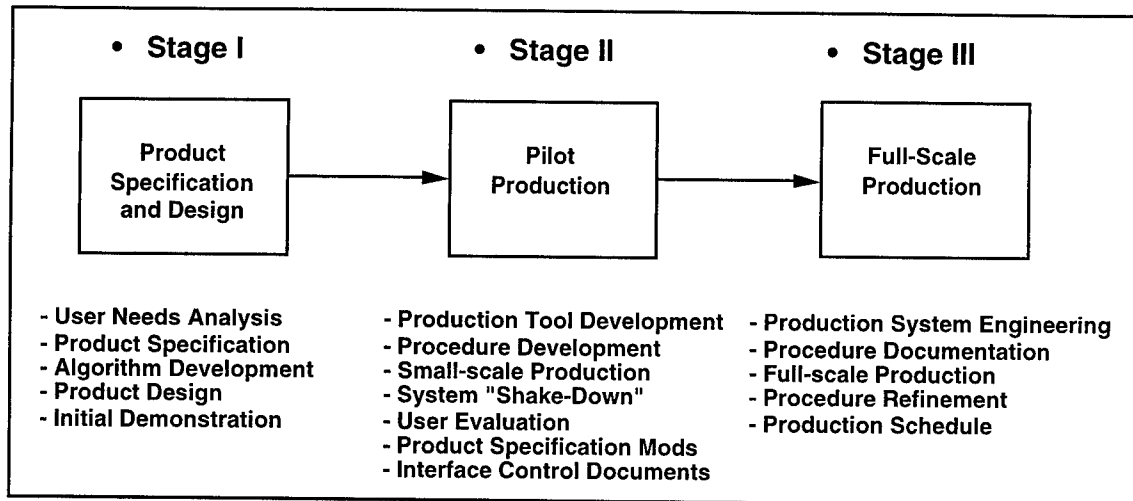 • Stage I
Product
Specification
and Design
- User Needs Analysis
- Product Specification
- Algorithm Development
- Product Design
- Initial Demonstration
• Stage II
Pilot
Production
- Production Tool Development
- Procedure Development
- Small-scale Production
- System "Shake-Down"
- User Evaluation
- Product Specification Mods
- Interface Control Documents
• Stage III
Full-Scale
Production
- Production System Engineering
- Procedure Documentation
- Full-scale Production
- Procedure Refinement
- Production Schedule